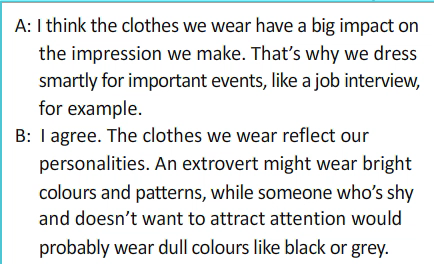 A: I think the clothes we wear have a big impact on
the impression we make. That’s why we dress
smartly for important events, like a job interview,
for example.
B: I agree. The clothes we wear reflect our
personalities. An extrovert might wear bright
colours and patterns, while someone who’s shy
and doesn’t want to attract attention would
probably wear dull colours like black or grey.